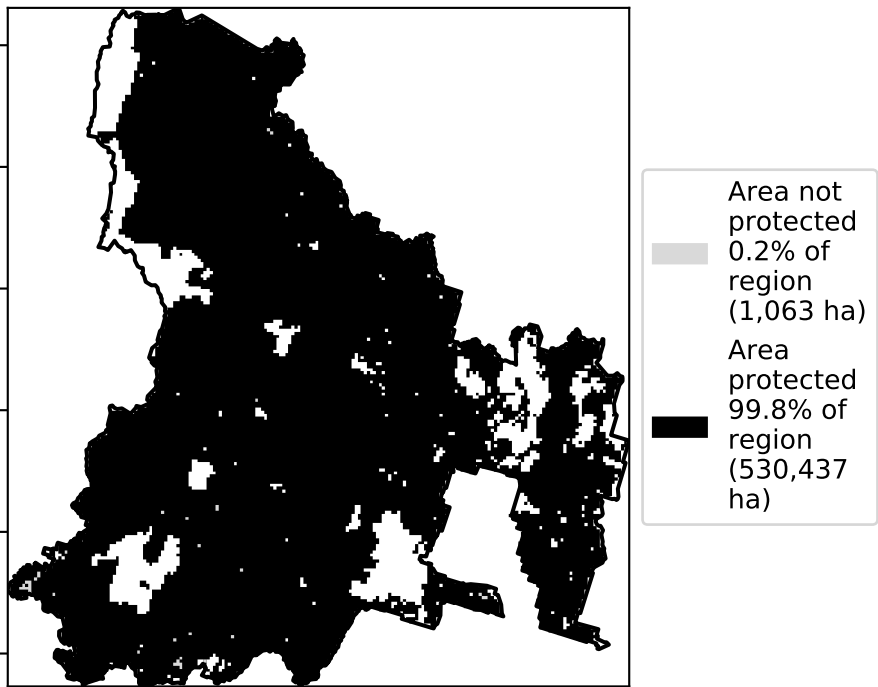 Area not
protected
0.2% of
region
(1,063 ha)
Area
protected
99.8% of
region
(530,437
ha)